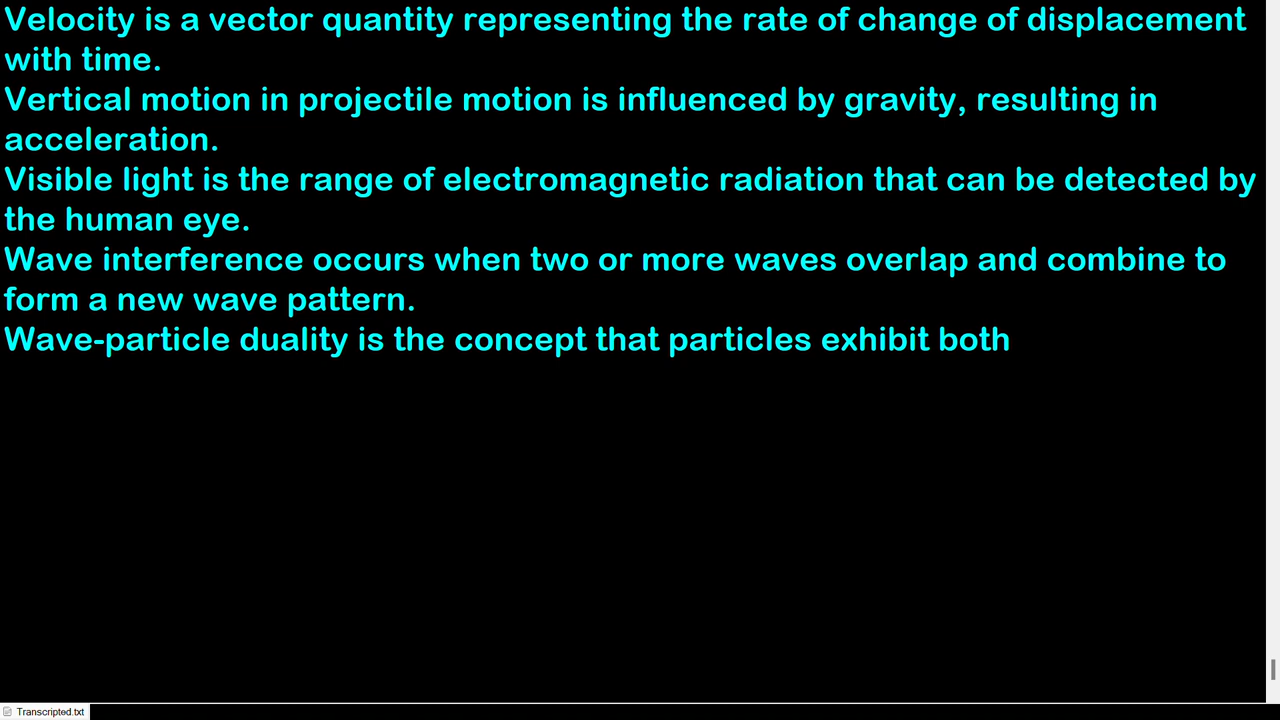 Velocity is a vector quantity representing the rate of change of displacement
with time.
Vertical motion in projectile motion is influenced by gravity, resulting in
acceleration.
Visible light is the range of electromagnetic radiation that can be detected by
the human eye.
Wave interference occurs when two or more waves overlap and combine to
form a new wave pattern.
Wave-particle duality is the concept that particles exhibit both
Transcripted.txt